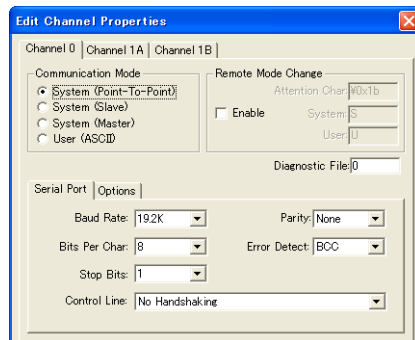 Edit Channel Properties
Channel 0 Channel 1A Channel 1B
Communication Mode
System (Point-To-Point)
System (Slave)
System (Master)
User (ASCII)
Remote Mode Change
Attention Char: ¥0x1b
Enable System: S
User: U
Diagnostic File: 0
Serial Port Options
Baud Rate: 19.2K Parity: None
Bits Per Char: 8 Error Detect: BCC
Stop Bits: 1
Control Line: No Handshaking